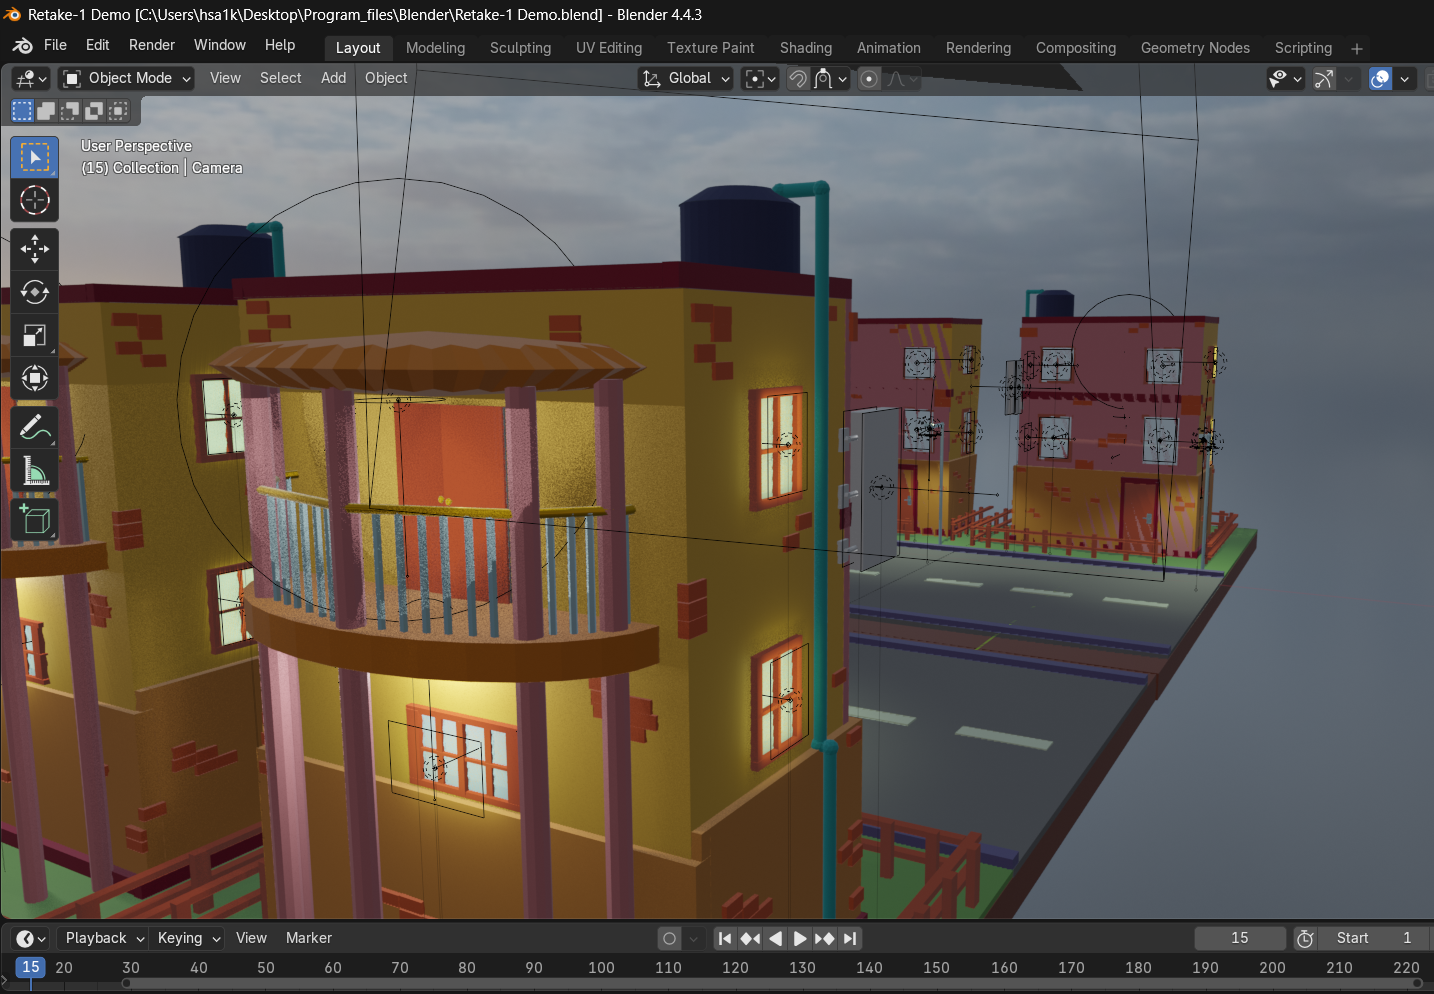 Retake-1 Demo [C:\Users\hsa1k\Desktop\Program_files\Blender\Retake-1 Demo.blend] - Blender 4.4.3
File Edit Render Window Help Layout Modeling Sculpting UV Editing Texture Paint Shading Animation Rendering Compositing Geometry Nodes Scripting +
Object Mode View Select Add Object Global
User Perspective
(15) Collection | Camera
Playback Keying View Marker 15 Start 1
15 20 30 40 50 60 70 80 90 100 110 120 130 140 150 160 170 180 190 200 210 220